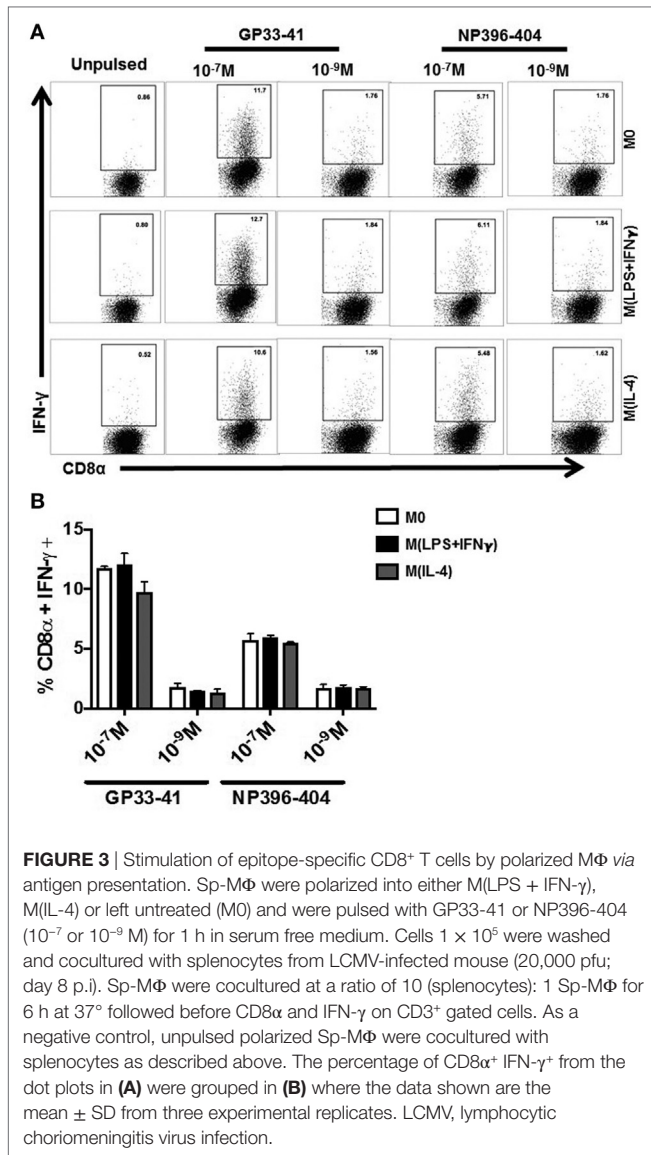 A
GP33-41
NP396-404
Unpulsed
10-7M
10-9M
10-7M
10-9M
0.86
11.7
1.76
5.71
1.76
M0
0.80
12.7
1.84
6.11
1.84
M(LPS+IFNγ)
0.52
10.6
1.56
5.48
1.62
M(IL-4)
IFN-γ
CD8α
B
M0
M(LPS+IFNγ)
M(IL-4)
% CD8α + IFN-γ +
15
10
5
0
10-7M
10-9M
10-7M
10-9M
GP33-41
NP396-404
FIGURE 3 | Stimulation of epitope-specific CD8+ T cells by polarized MΦ via
antigen presentation. Sp-MΦ were polarized into either M(LPS + IFN-γ),
M(IL-4) or left untreated (M0) and were pulsed with GP33-41 or NP396-404
(10−7 or 10−9 M) for 1 h in serum free medium. Cells 1 × 105 were washed
and cocultured with splenocytes from LCMV-infected mouse (20,000 pfu;
day 8 p.i). Sp-MΦ were cocultured at a ratio of 10 (splenocytes): 1 Sp-MΦ for
6 h at 37° followed before CD8α and IFN-γ on CD3+ gated cells. As a
negative control, unpulsed polarized Sp-MΦ were cocultured with
splenocytes as described above. The percentage of CD8α+ IFN-γ+ from the
dot plots in (A) were grouped in (B) where the data shown are the
mean ± SD from three experimental replicates. LCMV, lymphocytic
choriomeningitis virus infection.